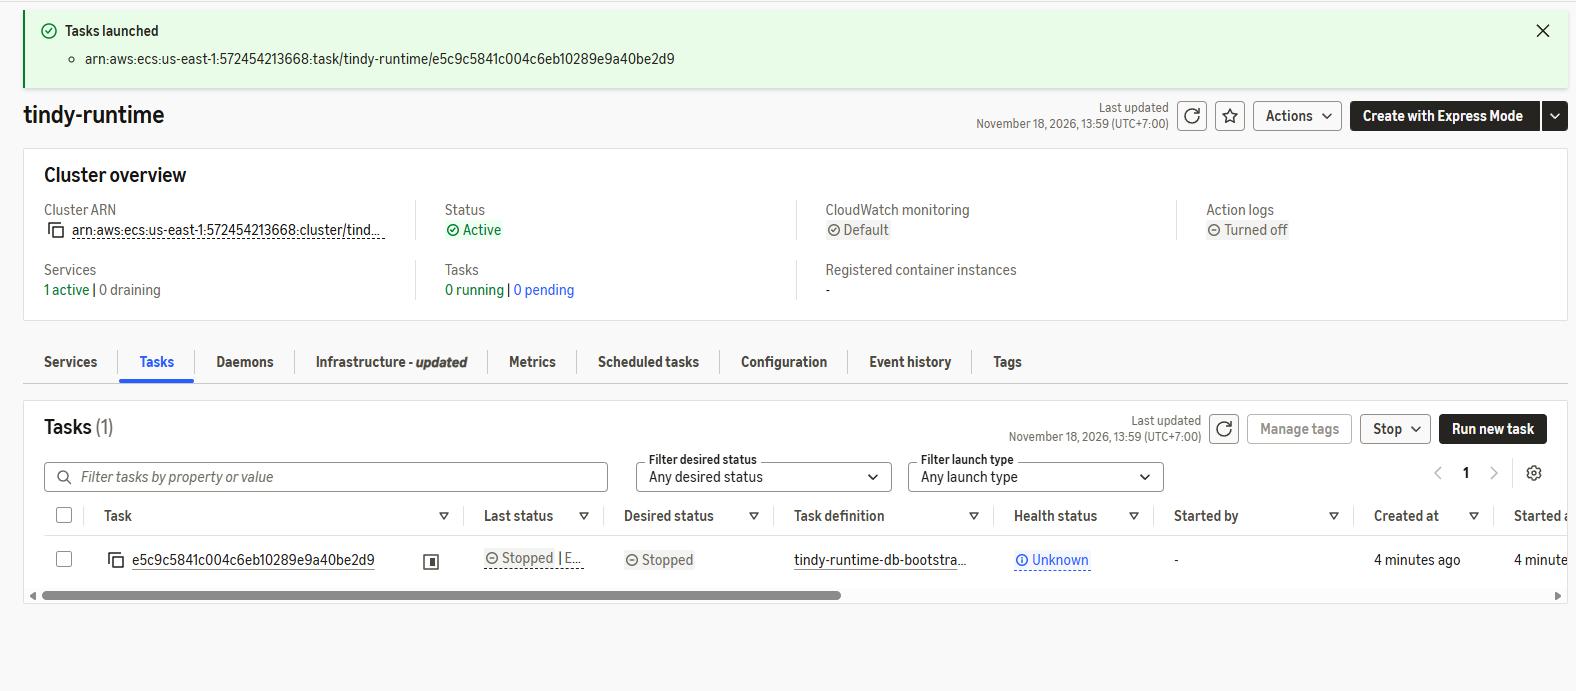 Tasks launched
arn:aws:ecs:us-east-1:572454213668:task/tindy-runtime/e5c9c5841c004c6eb10289e9a40be2d9
tindy-runtime
Last updated
November 18, 2026, 13:59 (UTC+7:00)
Actions
Create with Express Mode
Cluster overview
Cluster ARN
arn:aws:ecs:us-east-1:572454213668:cluster/tind...
Status
Active
CloudWatch monitoring
Default
Action logs
Turned off
Services
1 active | 0 draining
Tasks
0 running | 0 pending
Registered container instances
-
Services
Tasks
Daemons
Infrastructure - updated
Metrics
Scheduled tasks
Configuration
Event history
Tags
Tasks (1)
Last updated
November 18, 2026, 13:59 (UTC+7:00)
Manage tags
Stop
Run new task
Filter tasks by property or value
Filter desired status
Any desired status
Filter launch type
Any launch type
1
Task
Last status
Desired status
Task definition
Health status
Started by
Created at
Started a
e5c9c5841c004c6eb10289e9a40be2d9
Stopped | E...
Stopped
tindy-runtime-db-bootstra...
Unknown
-
4 minutes ago
4 minute